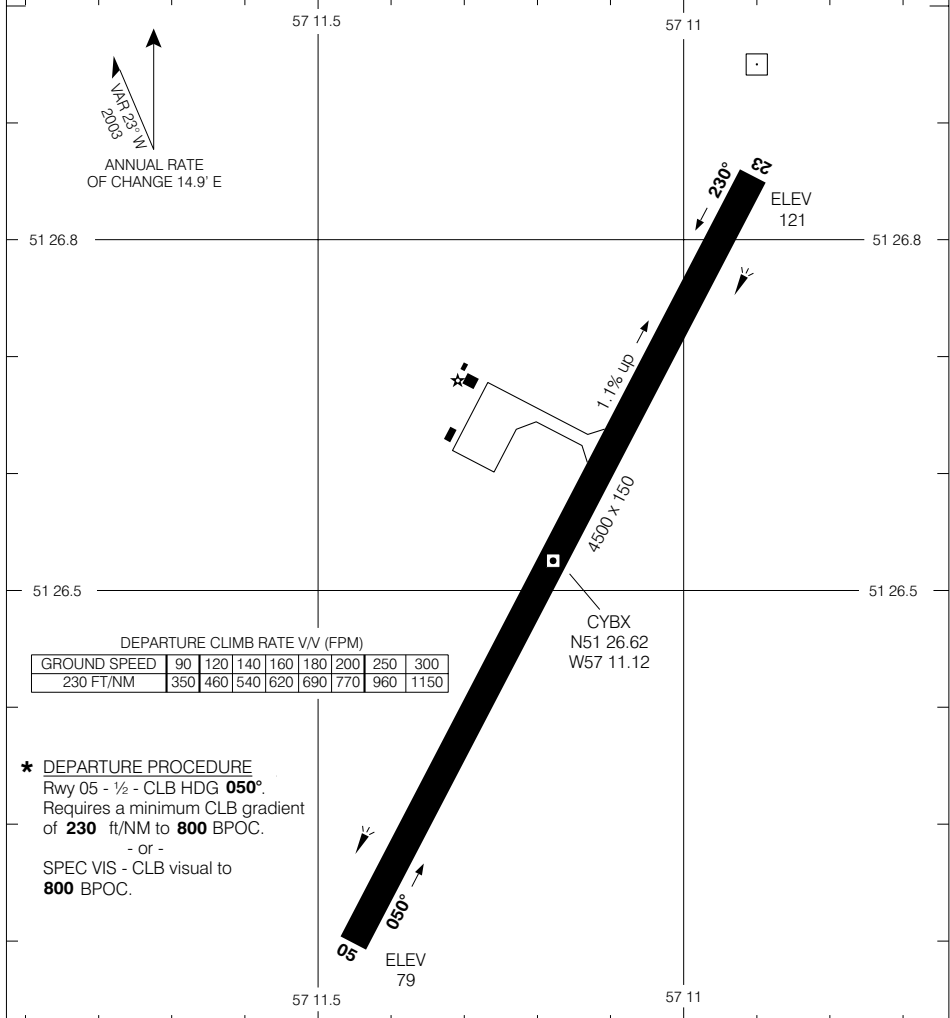 57 11.5
57 11
VAR 23° W
2003
ANNUAL RATE
OF CHANGE 14.9' E
23
230°
ELEV
121
51 26.8
51 26.8
1.1% up
4500 x 150
51 26.5
51 26.5
CYBX
N51 26.62
W57 11.12
DEPARTURE CLIMB RATE V/V (FPM)
GROUND SPEED 90 120 140 160 180 200 250 300
230 FT/NM 350 460 540 620 690 770 960 1150
* DEPARTURE PROCEDURE
Rwy 05 - ½ - CLB HDG 050°.
Requires a minimum CLB gradient
of 230 ft/NM to 800 BPOC.
- or -
SPEC VIS - CLB visual to
800 BPOC.
050°
05
ELEV
79
57 11.5
57 11